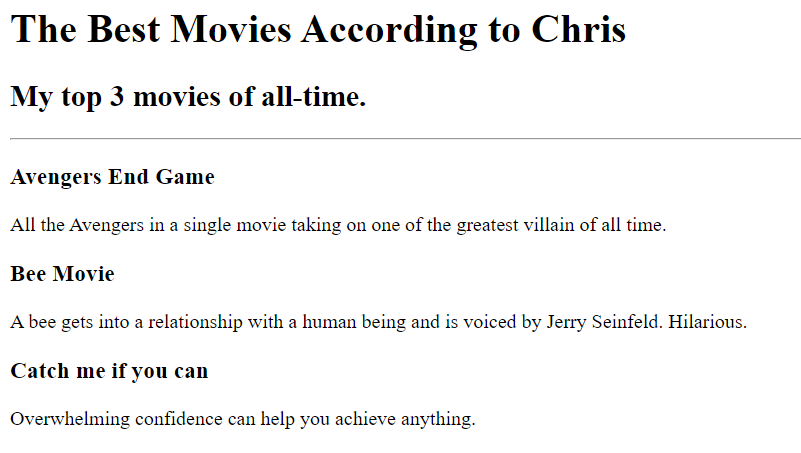 The Best Movies According to Chris
My top 3 movies of all-time.
Avengers End Game
All the Avengers in a single movie taking on one of the greatest villain of all time.
Bee Movie
A bee gets into a relationship with a human being and is voiced by Jerry Seinfeld. Hilarious.
Catch me if you can
Overwhelming confidence can help you achieve anything.